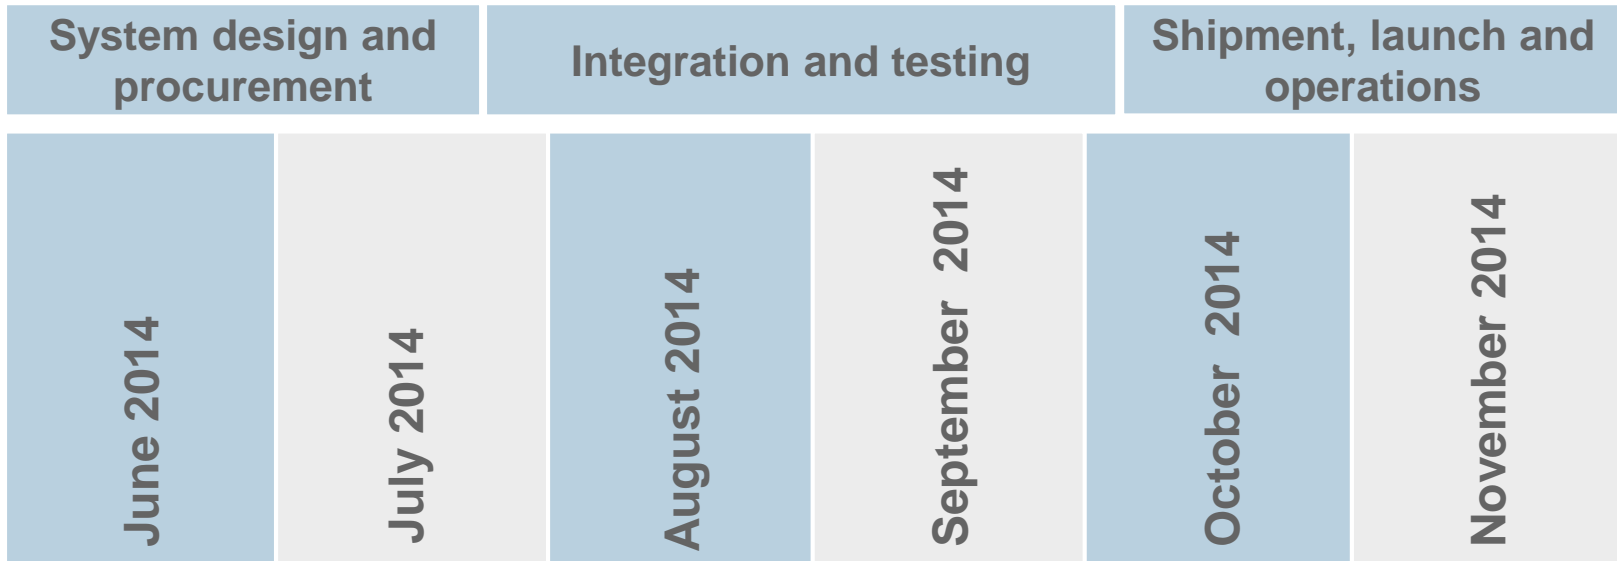 System design and
procurement
Integration and testing
Shipment, launch and
operations
June 2014
July 2014
August 2014
September  2014
October  2014
November 2014